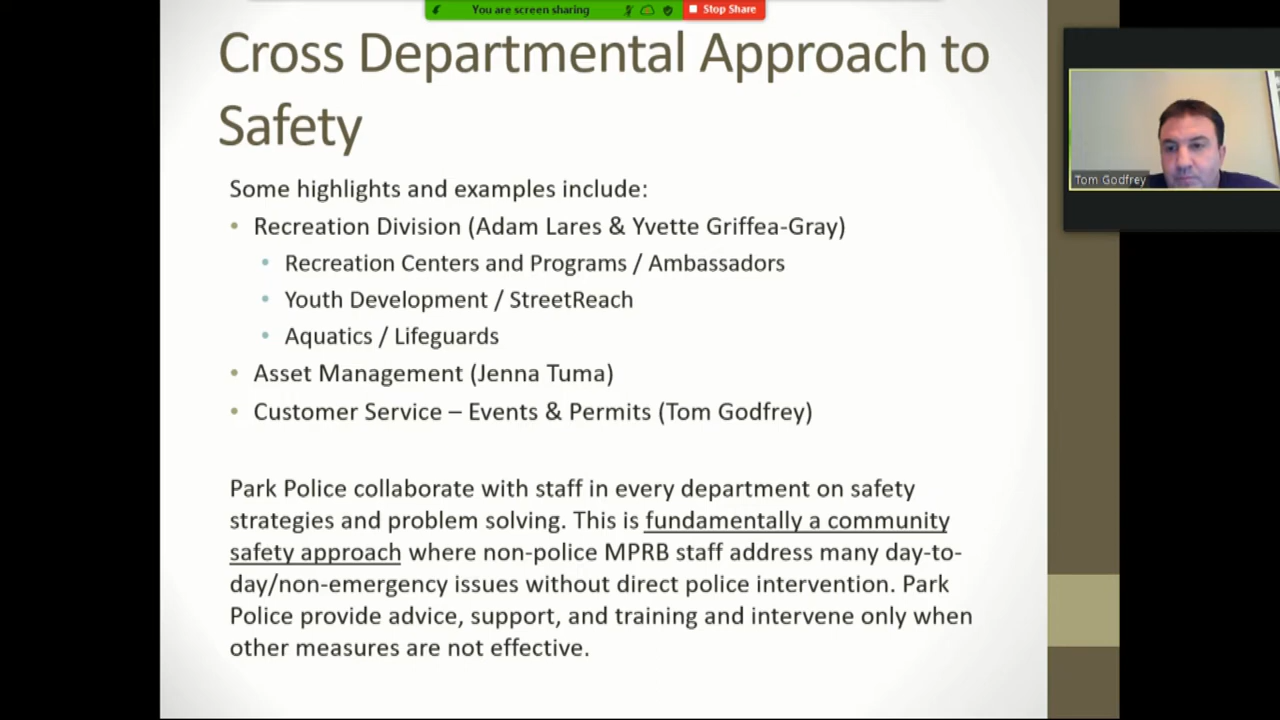 You are screen sharing
Stop Share
Cross Departmental Approach to
Safety
Tom Godfrey
Some highlights and examples include:
• Recreation Division (Adam Lares & Yvette Griffea-Gray)
• Recreation Centers and Programs / Ambassadors
• Youth Development / StreetReach
• Aquatics / Lifeguards
• Asset Management (Jenna Tuma)
• Customer Service – Events & Permits (Tom Godfrey)
Park Police collaborate with staff in every department on safety
strategies and problem solving. This is fundamentally a community
safety approach where non-police MPRB staff address many day-to-
day/non-emergency issues without direct police intervention. Park
Police provide advice, support, and training and intervene only when
other measures are not effective.